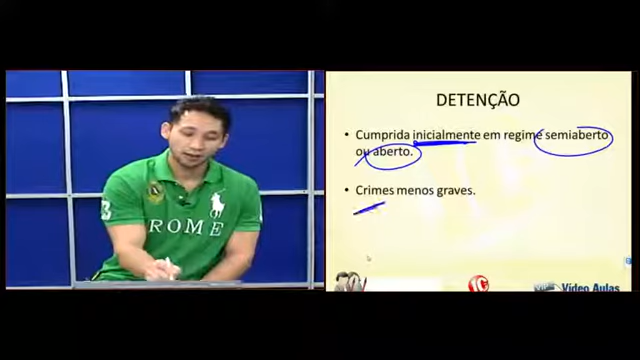 DETENÇÃO
• Cumprida inicialmente em regime semiaberto
ou aberto.
• Crimes menos graves.
ROME
Vídeo Aulas